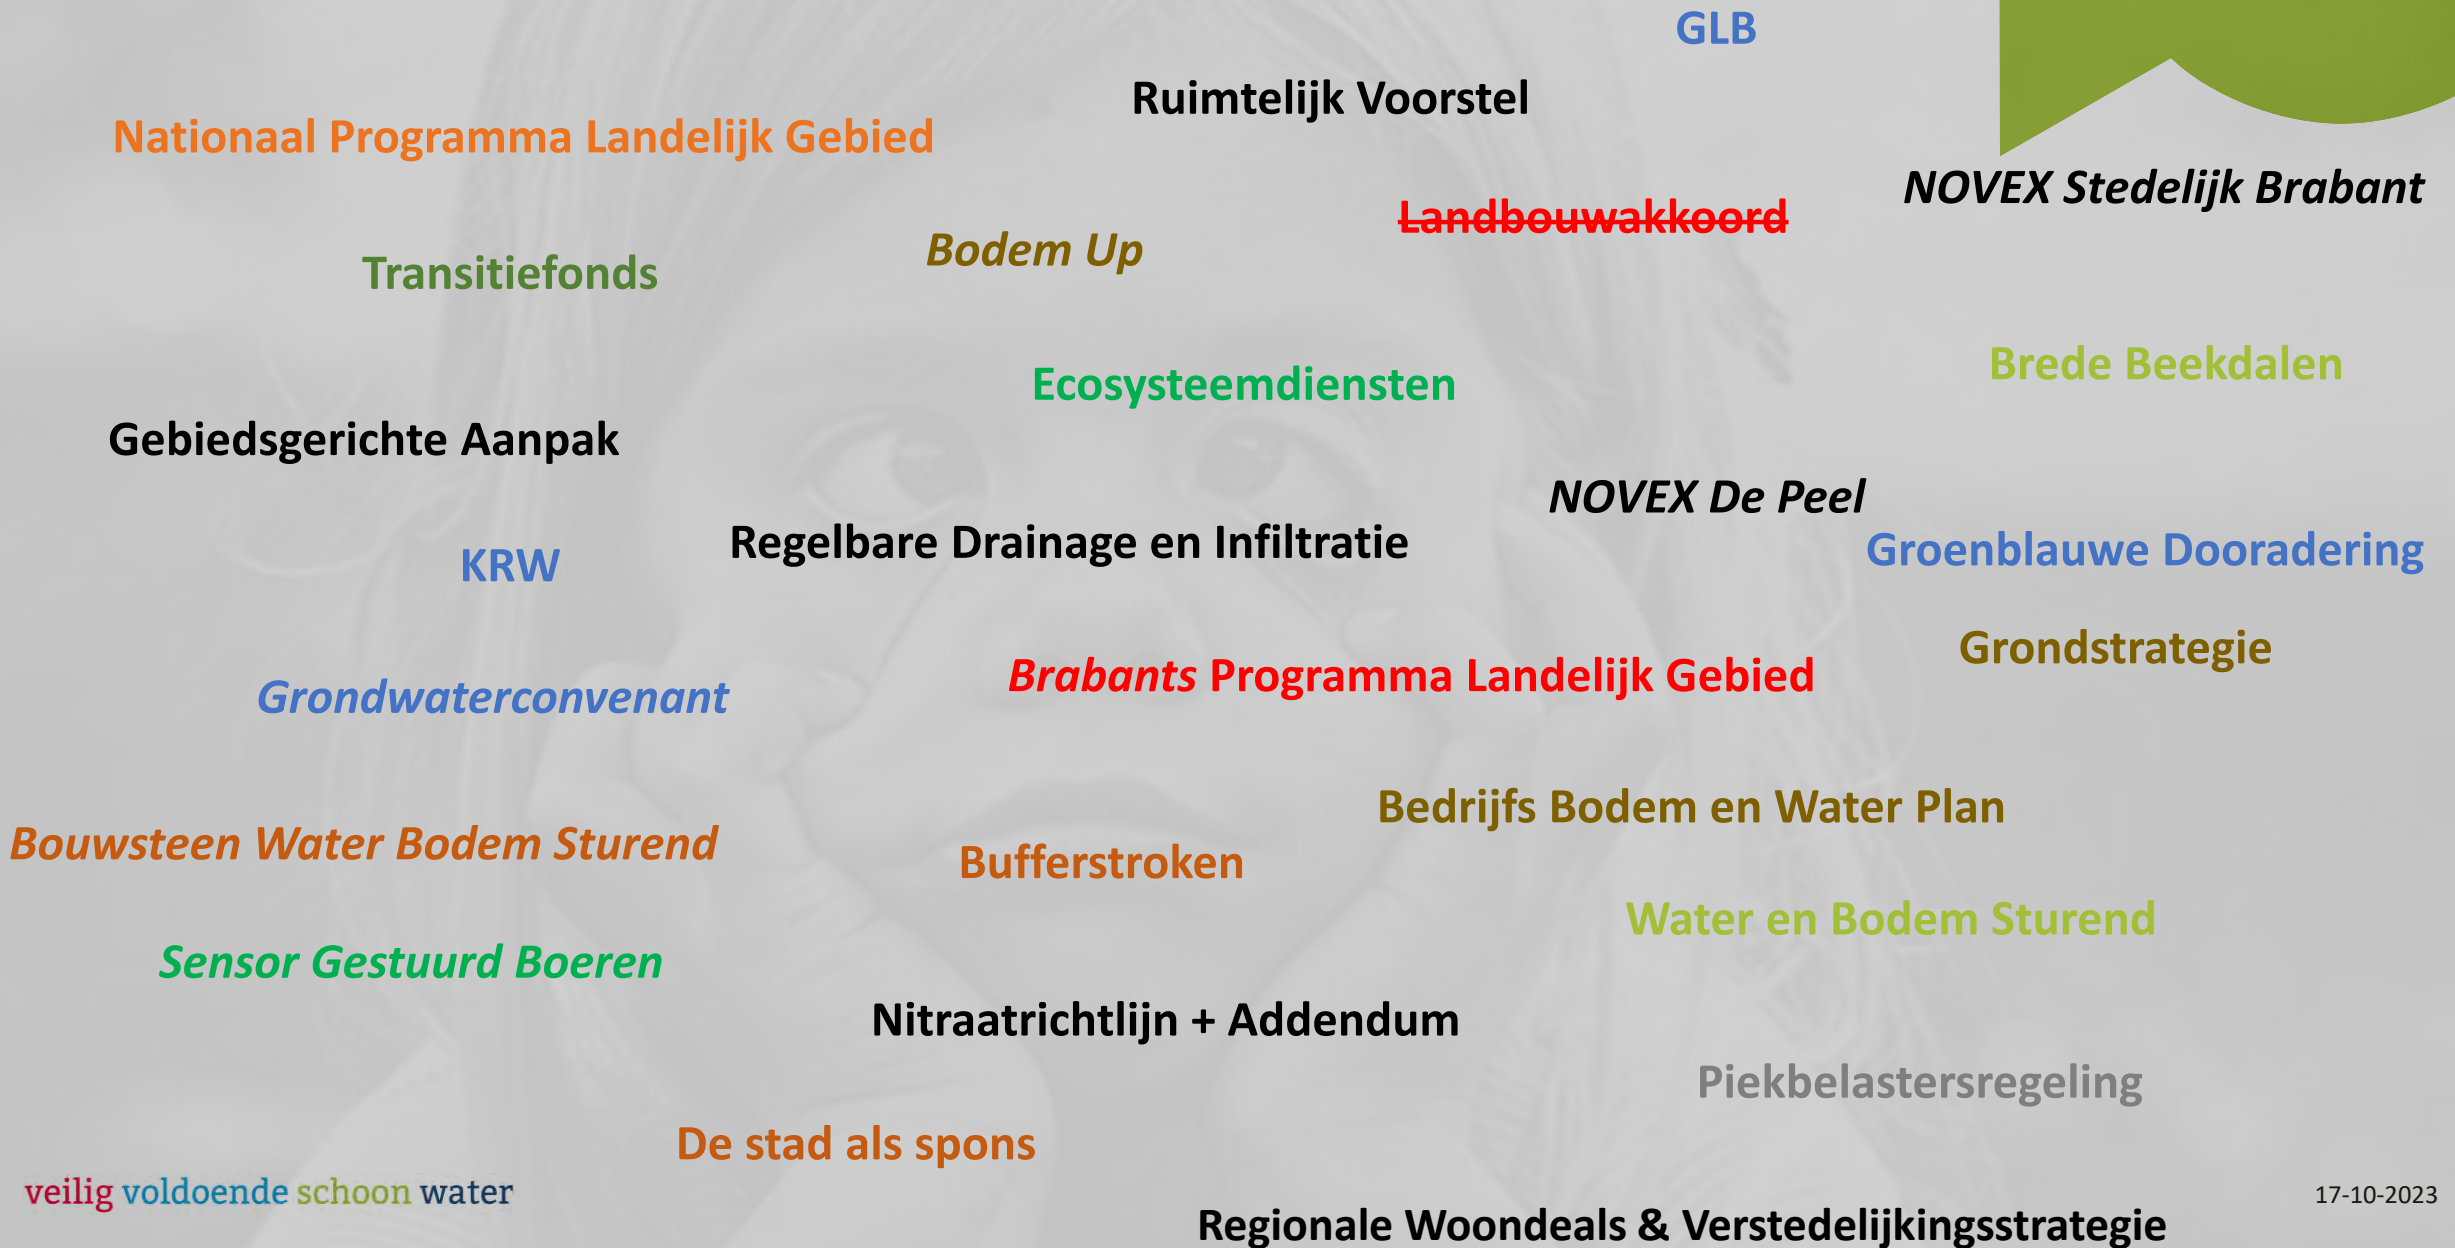 GLB
Ruimtelijk Voorstel
Nationaal Programma Landelijk Gebied
NOVEX Stedelijk Brabant
Landbouwakkoord
Bodem Up
Transitiefonds
Brede Beekdalen
Ecosysteemdiensten
Gebiedsgerichte Aanpak
NOVEX De Peel
Regelbare Drainage en Infiltratie
Groenblauwe Dooradering
KRW
Grondstrategie
Brabants Programma Landelijk Gebied
Grondwaterconvenant
Bedrijfs Bodem en Water Plan
Bouwsteen Water Bodem Sturend
Bufferstroken
Water en Bodem Sturend
Sensor Gestuurd Boeren
Nitraatrichtlijn + Addendum
Piekbelastersregeling
De stad als spons
veilig voldoende schoon water
17-10-2023
Regionale Woondeals & Verstedelijkingsstrategie